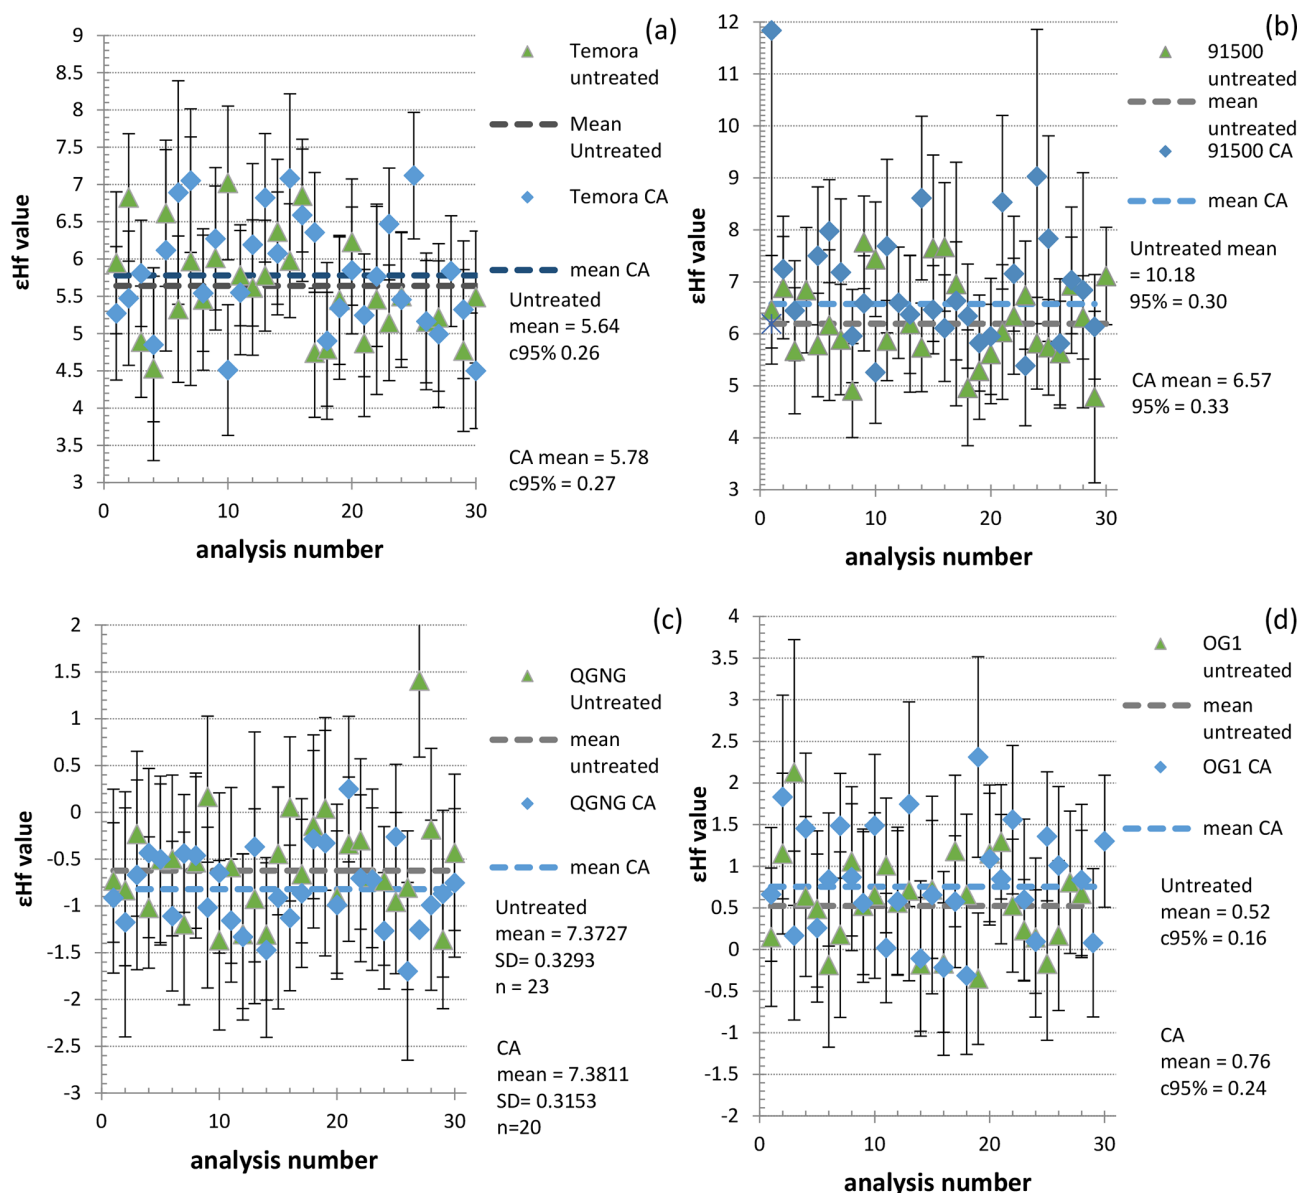 (a)
9
8.5
8
7.5
7
6.5
6
5.5
5
4.5
4
3.5
3
εHf value
0
10
20
30
analysis number
Temora
untreated
Mean
Untreated
Temora CA
mean CA
Untreated
mean = 5.64
c95% 0.26
CA mean = 5.78
c95% = 0.27
(b)
12
11
10
9
8
7
6
5
4
3
εHf value
0
10
20
30
analysis number
91500
untreated
mean
untreated
91500 CA
mean CA
Untreated mean
= 10.18
95% = 0.30
CA mean = 6.57
95% = 0.33
(c)
2
1.5
1
0.5
0
-0.5
-1
-1.5
-2
-2.5
-3
εHf value
0
10
20
30
analysis number
QGNG
Untreated
mean
untreated
QGNG CA
mean CA
Untreated
mean = 7.3727
SD= 0.3293
n = 23
CA
mean = 7.3811
SD= 0.3153
n=20
(d)
4
3.5
3
2.5
2
1.5
1
0.5
0
-0.5
-1
-1.5
-2
εHf value
0
10
20
30
analysis number
OG1
untreated
mean
untreated
OG1 CA
mean CA
Untreated
mean = 0.52
c95% = 0.16
CA
mean = 0.76
c95% = 0.24